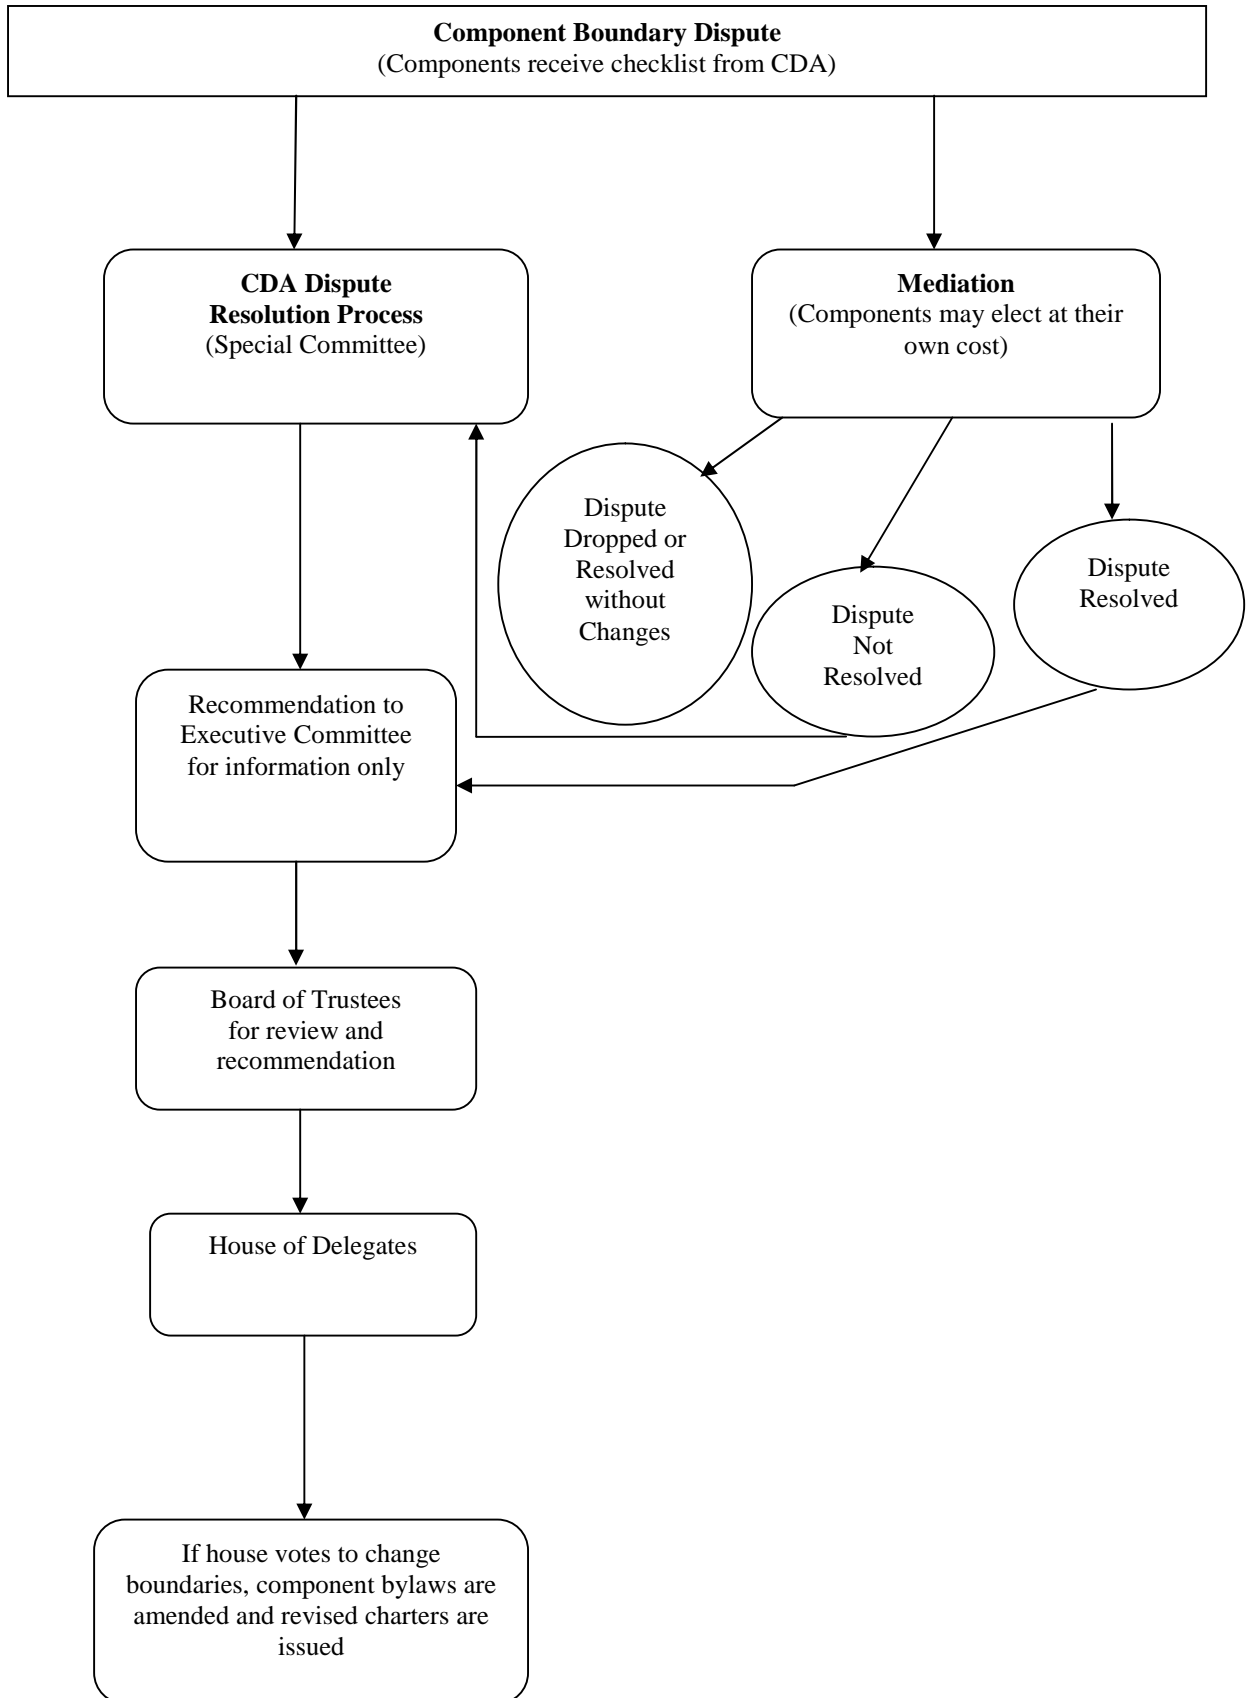 Component Boundary Dispute
(Components receive checklist from CDA)
CDA Dispute
Resolution Process
(Special Committee)
Mediation
(Components may elect at their
own cost)
Dispute
Dropped or
Resolved
without
Changes
Dispute
Not
Resolved
Dispute
Resolved
Recommendation to
Executive Committee
for information only
Board of Trustees
for review and
recommendation
House of Delegates
If house votes to change
boundaries, component bylaws are
amended and revised charters are
issued